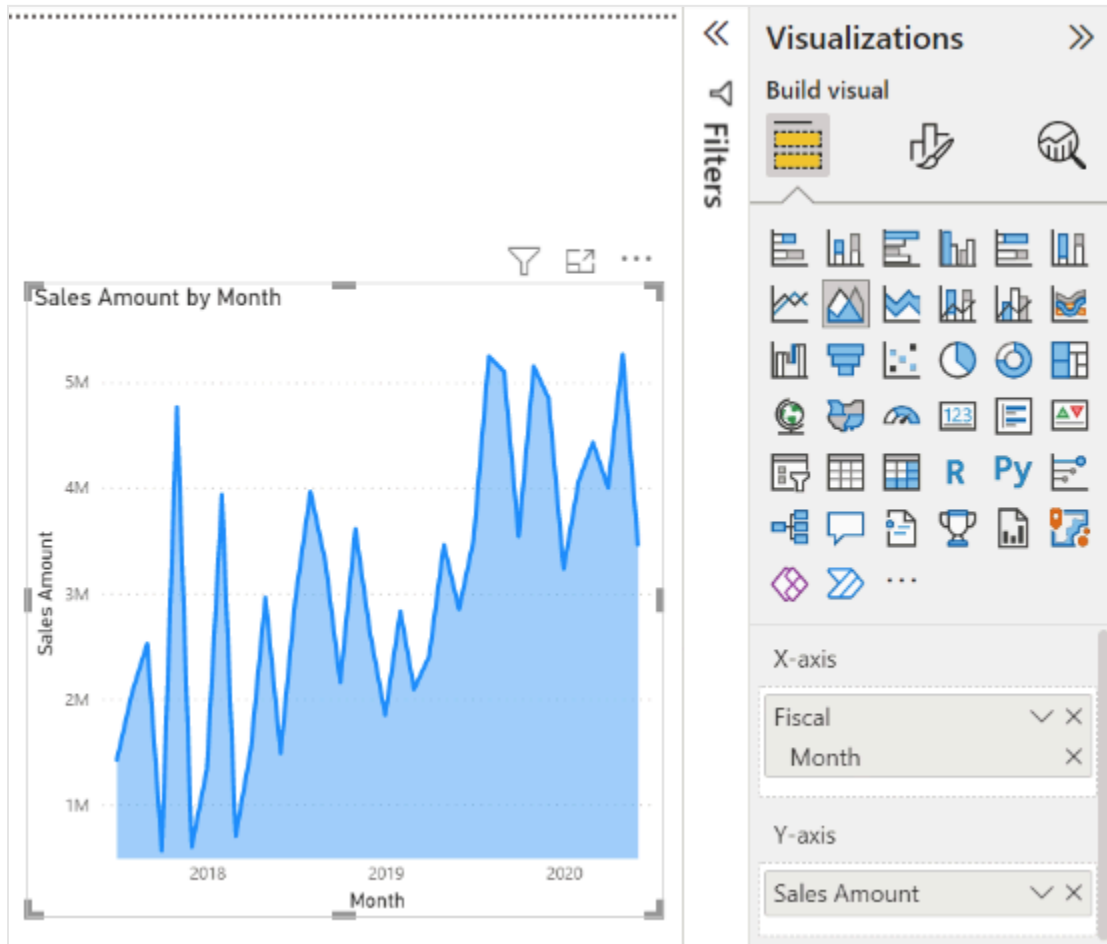 Filters
Visualizations
Build visual
Sales Amount by Month
5M
4M
3M
2M
1M
Sales Amount
2018 2019 2020
Month
123
R Py
X-axis
Fiscal
Month
Y-axis
Sales Amount